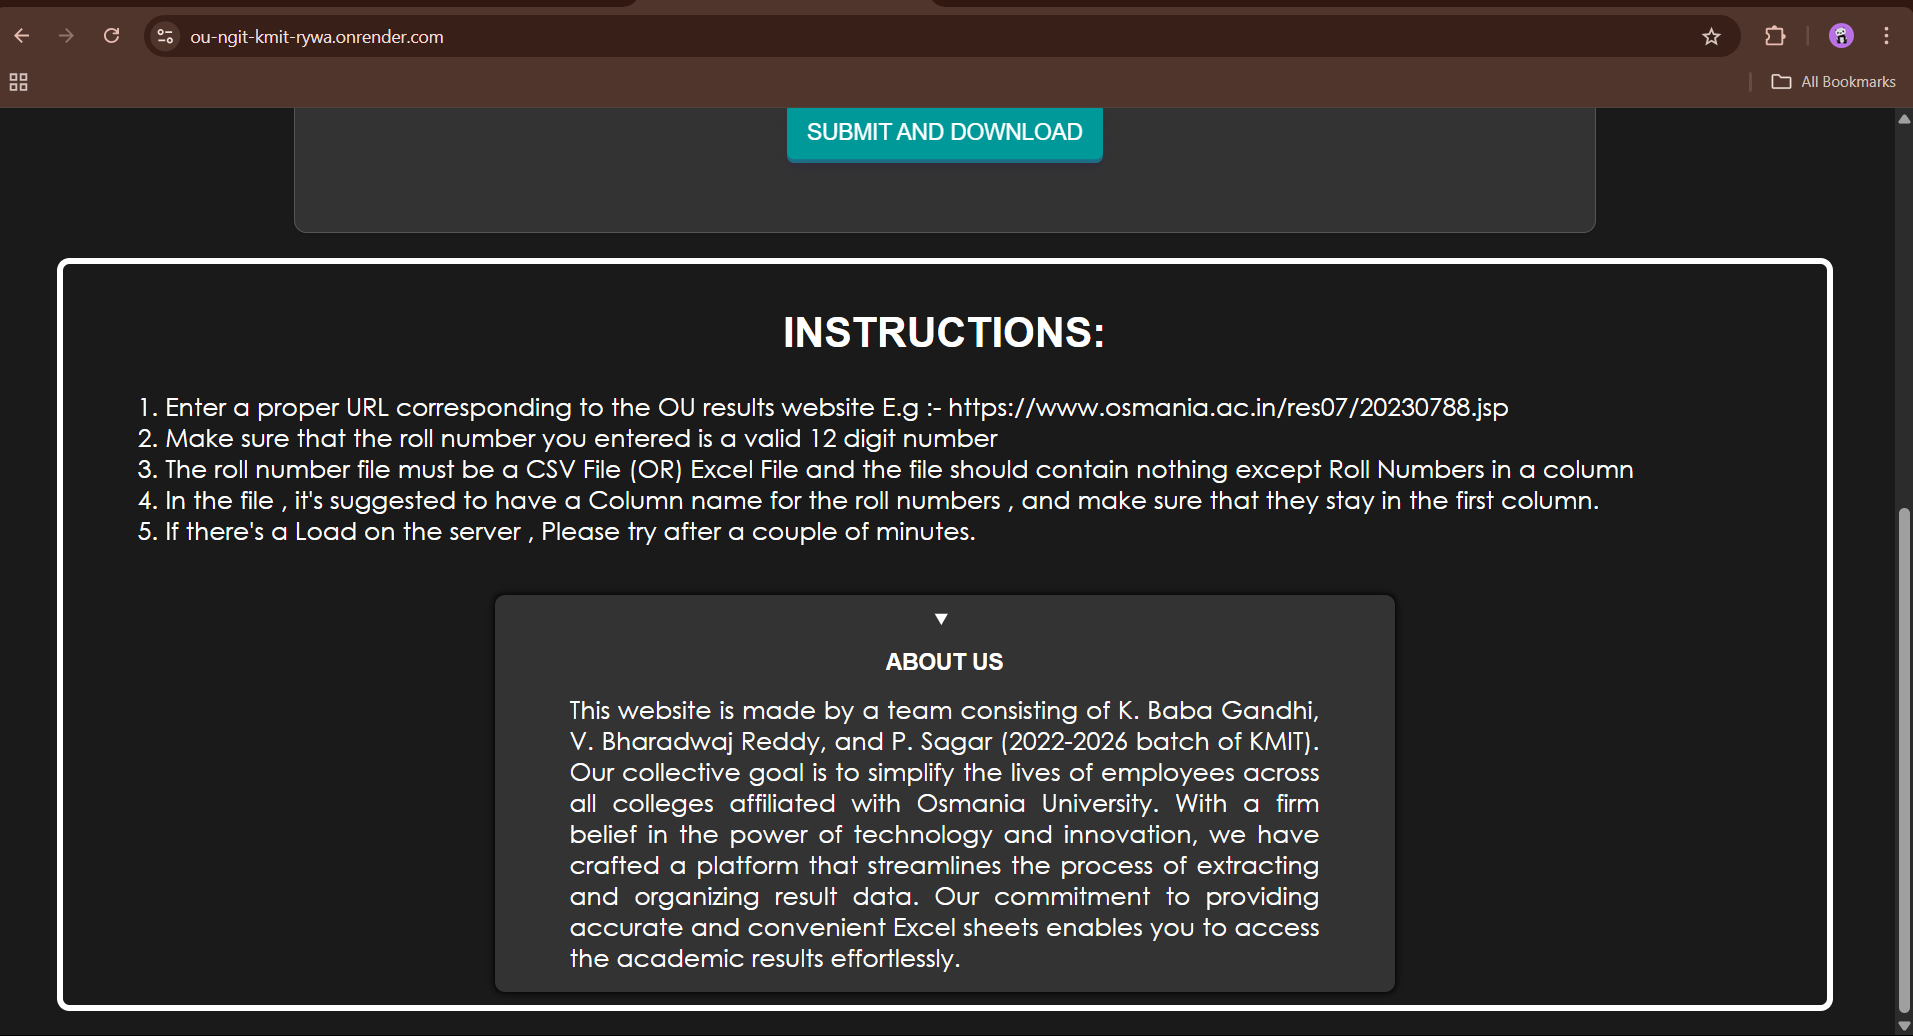 ou-ngit-kmit-rywa.onrender.com
All Bookmarks
SUBMIT AND DOWNLOAD
INSTRUCTIONS:
1. Enter a proper URL corresponding to the OU results website E.g :- https://www.osmania.ac.in/res07/20230788.jsp
2. Make sure that the roll number you entered is a valid 12 digit number
3. The roll number file must be a CSV File (OR) Excel File and the file should contain nothing except Roll Numbers in a column
4. In the file , it's suggested to have a Column name for the roll numbers , and make sure that they stay in the first column.
5. If there's a Load on the server , Please try after a couple of minutes.
ABOUT US
This website is made by a team consisting of K. Baba Gandhi,
V. Bharadwaj Reddy, and P. Sagar (2022-2026 batch of KMIT).
Our collective goal is to simplify the lives of employees across
all colleges affiliated with Osmania University. With a firm
belief in the power of technology and innovation, we have
crafted a platform that streamlines the process of extracting
and organizing result data. Our commitment to providing
accurate and convenient Excel sheets enables you to access
the academic results effortlessly.